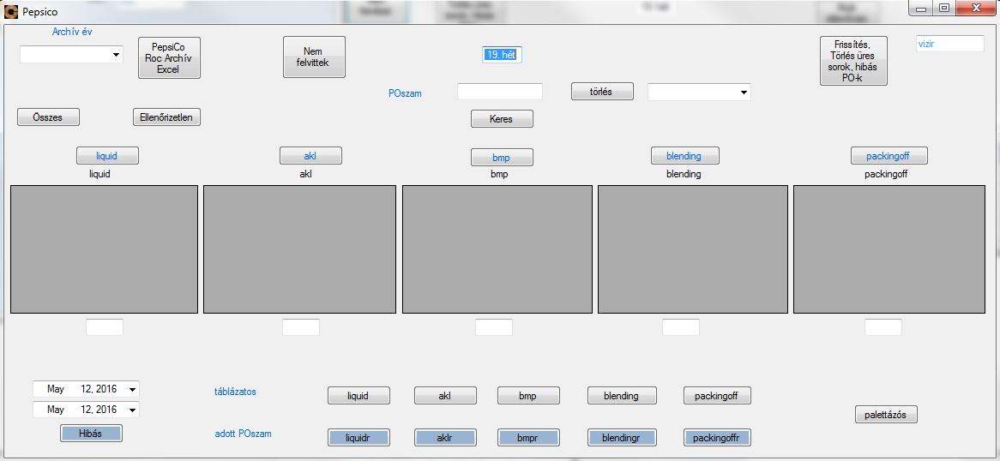 Pepsico
Archív év
PepsiCo
Roc Archív
Excel
Nem
felvittek
19. hét
Frissítés,
Törlés üres
sorok, hibás
PO-k
vizir
POszam
törlés
Összes
Ellenőrizetlen
Keres
liquid akl bmp blending packingoff
liquid akl bmp blending packingoff
May 12, 2016
May 12, 2016
Hibás
táblázatos liquid akl bmp blending packingoff
palettázós
adott POszam liquidr aklr bmpr blendingr packingoffr